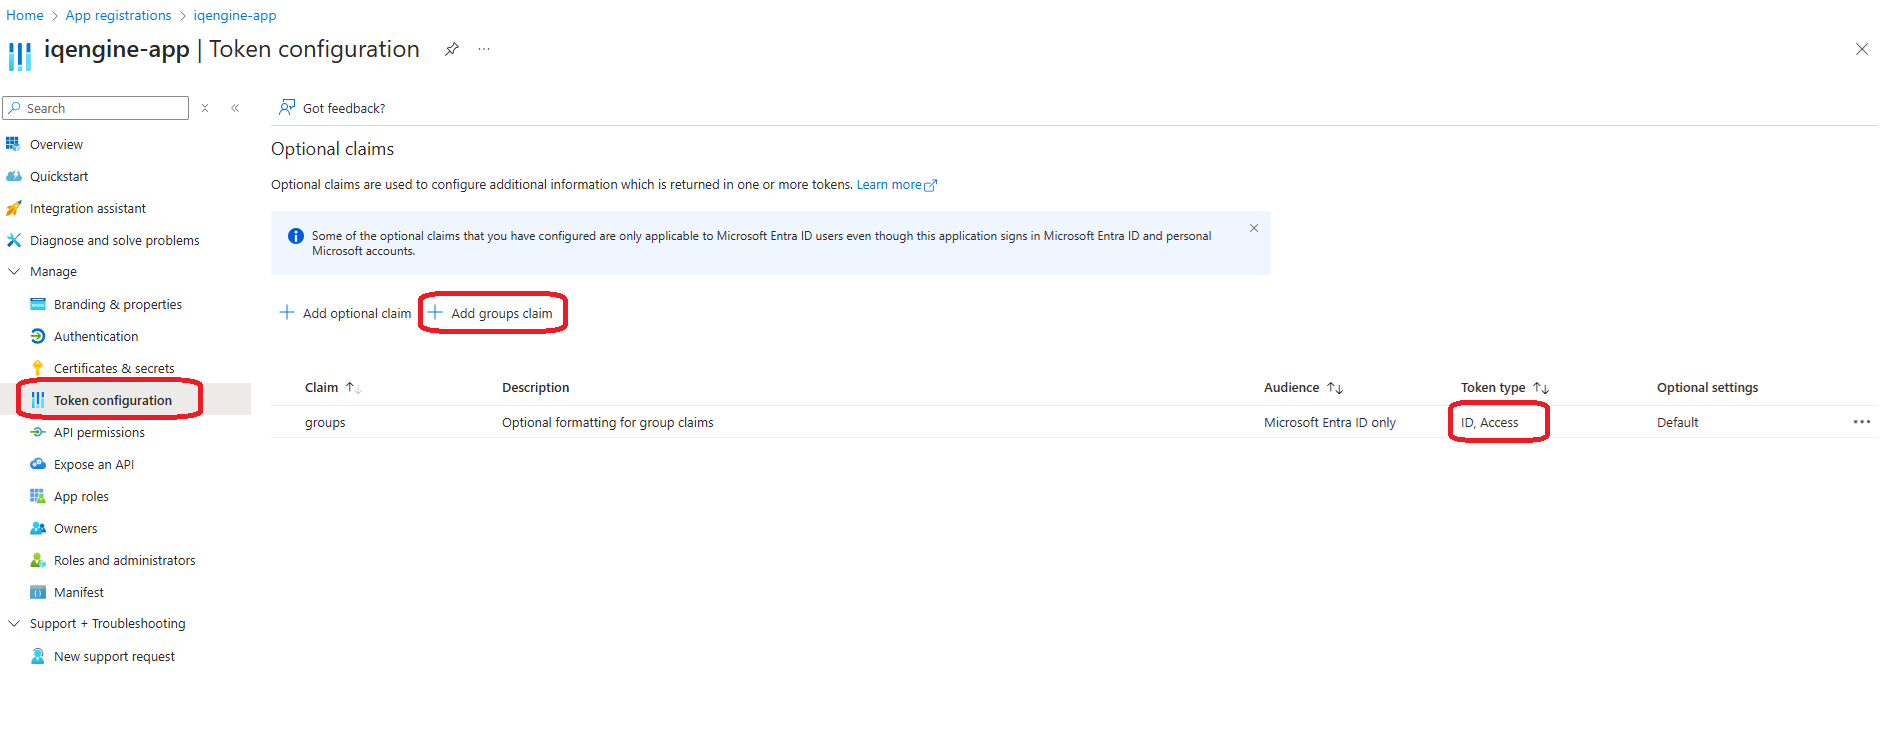 Home > App registrations > iqengine-app
iqengine-app | Token configuration
Search
Got feedback?
Overview
Quickstart
Integration assistant
Diagnose and solve problems
Manage
Branding & properties
Authentication
Certificates & secrets
Token configuration
API permissions
Expose an API
App roles
Owners
Roles and administrators
Manifest
Support + Troubleshooting
New support request
Optional claims
Optional claims are used to configure additional information which is returned in one or more tokens. Learn more
Some of the optional claims that you have configured are only applicable to Microsoft Entra ID users even though this application signs in Microsoft Entra ID and personal
Microsoft accounts.
Add optional claim Add groups claim
Claim Description Audience Token type Optional settings
groups Optional formatting for group claims Microsoft Entra ID only ID, Access Default